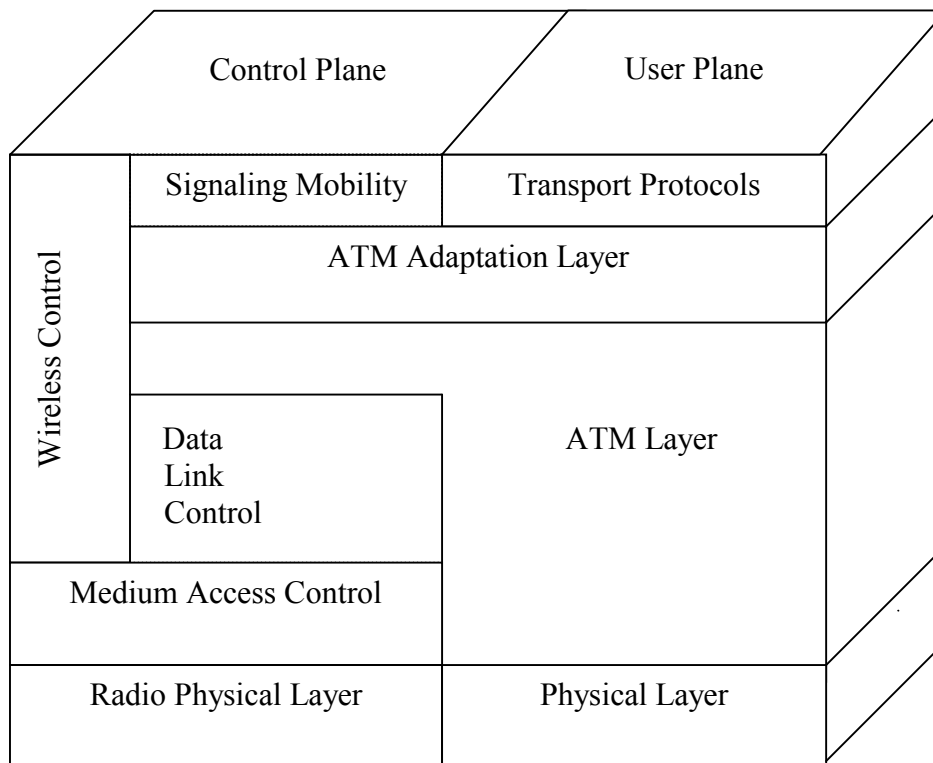 Control Plane
User Plane
Signaling Mobility
Transport Protocols
ATM Adaptation Layer
Wireless Control
Data
Link
Control
ATM Layer
Medium Access Control
Radio Physical Layer
Physical Layer